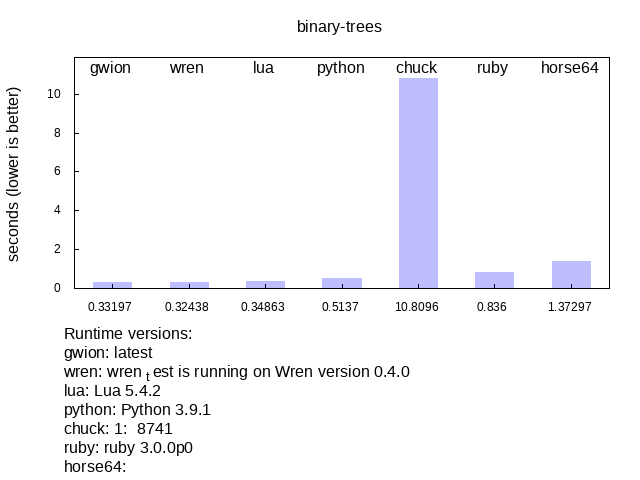 binary-trees
gwion wren lua python chuck ruby horse64
seconds (lower is better)
10
8
6
4
2
0
0.33197 0.32438 0.34863 0.5137 10.8096 0.836 1.37297
Runtime versions:
gwion: latest
wren: wren test is running on Wren version 0.4.0
lua: Lua 5.4.2
python: Python 3.9.1
chuck: 1:  8741
ruby: ruby 3.0.0p0
horse64: